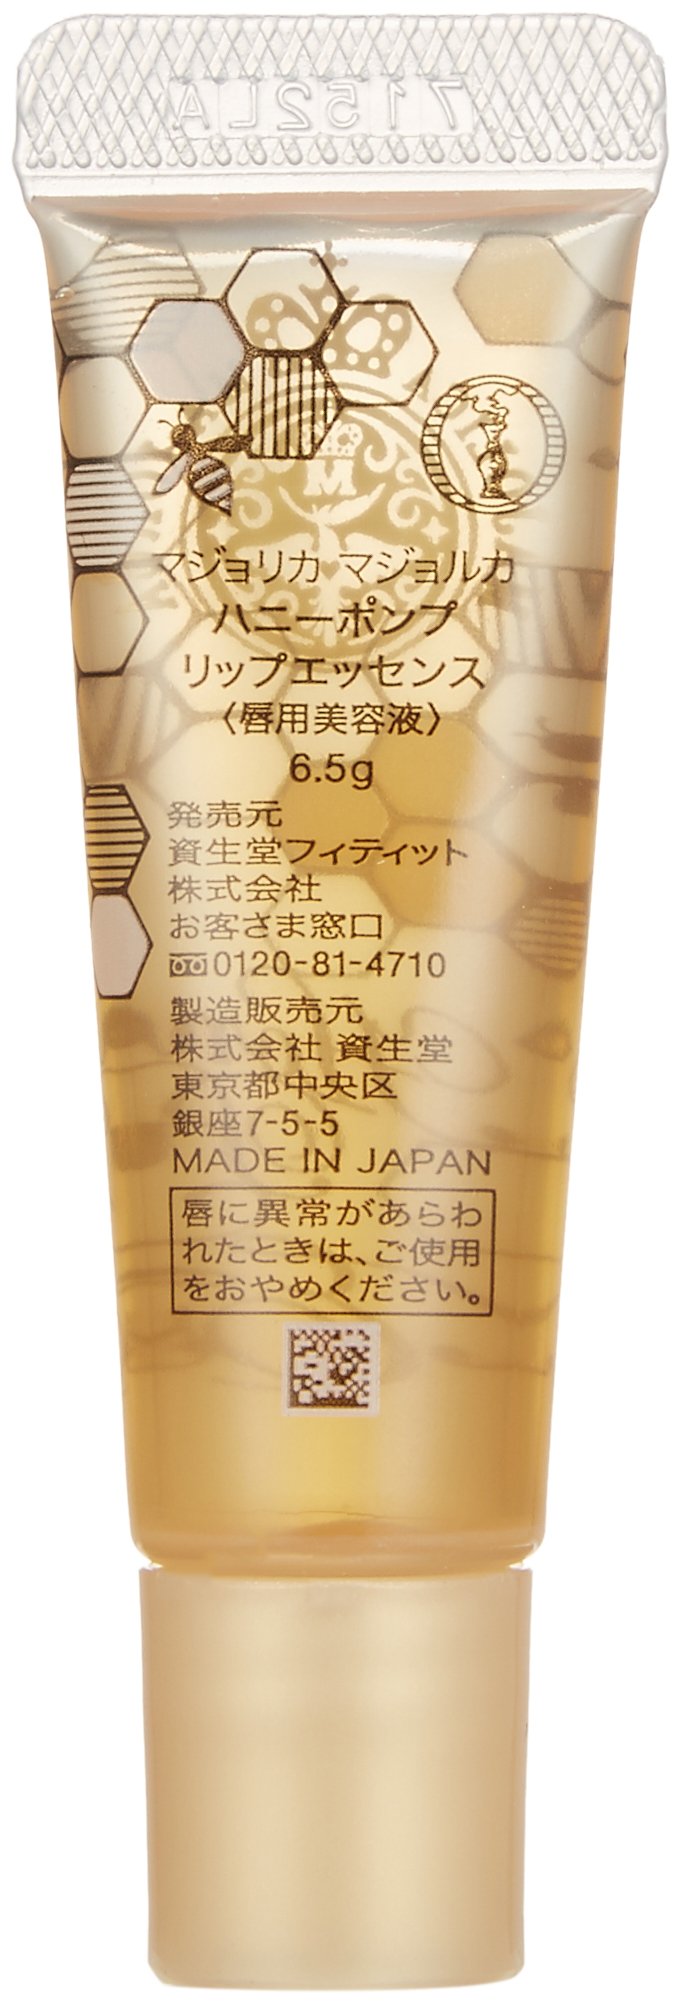 7152LA
M
マジョリカ マジョルカ
ハニーポンプ
リップエッセンス
〈唇用美容液〉
6.5g
発売元
資生堂フィティット
株式会社
お客さま窓口
0120-81-4710
製造販売元
株式会社 資生堂
東京都中央区
銀座7-5-5
MADE IN JAPAN
唇に異常があらわ
れたときは、ご使用
をおやめください。